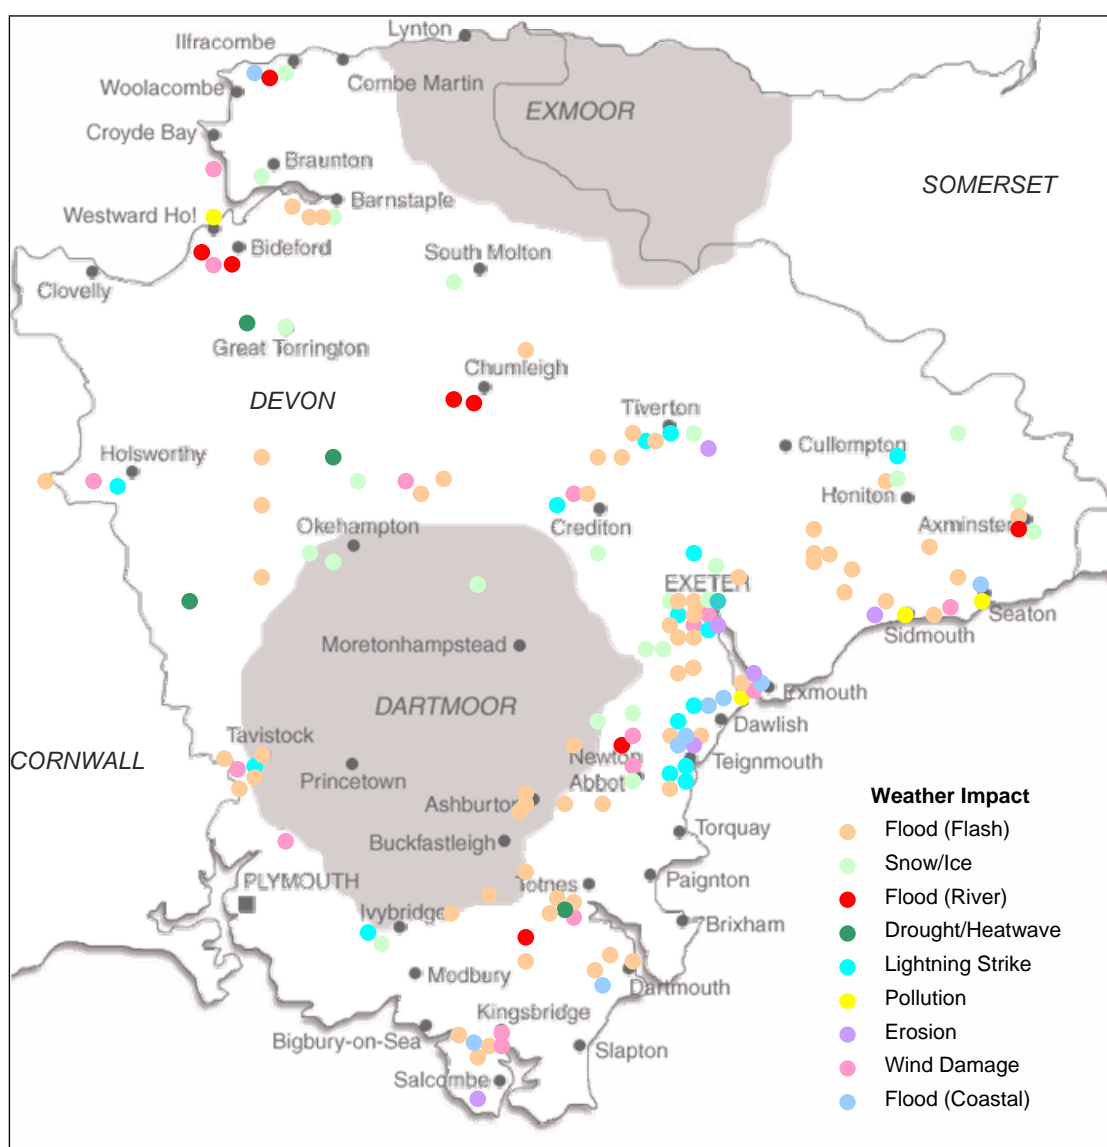 Lynton
Ilfracombe
Combe Martin
Woolacombe
EXMOOR
Croyde Bay
Braunton
SOMERSET
Barnstaple
Westward Ho!
Bideford
South Molton
Clovelly
Great Torrington
Chumleigh
DEVON
Tiverton
Cullompton
Holsworthy
Honiton
Crediton
Axminster
Okehampton
EXETER
Seaton
Sidmouth
Moretonhampstead
Exmouth
DARTMOOR
Dawlish
Tavistock
CORNWALL
Newton
Abbot
Teignmouth
Princetown
Ashburton
Weather Impact
Flood (Flash)
Torquay
Buckfastleigh
Snow/Ice
PLYMOUTH
Totnes
Paignton
Flood (River)
Ivybridge
Brixham
Drought/Heatwave
Lightning Strike
Modbury
Dartmouth
Pollution
Kingsbridge
Erosion
Bigbury-on-Sea
Slapton
Wind Damage
Salcombe
Flood (Coastal)